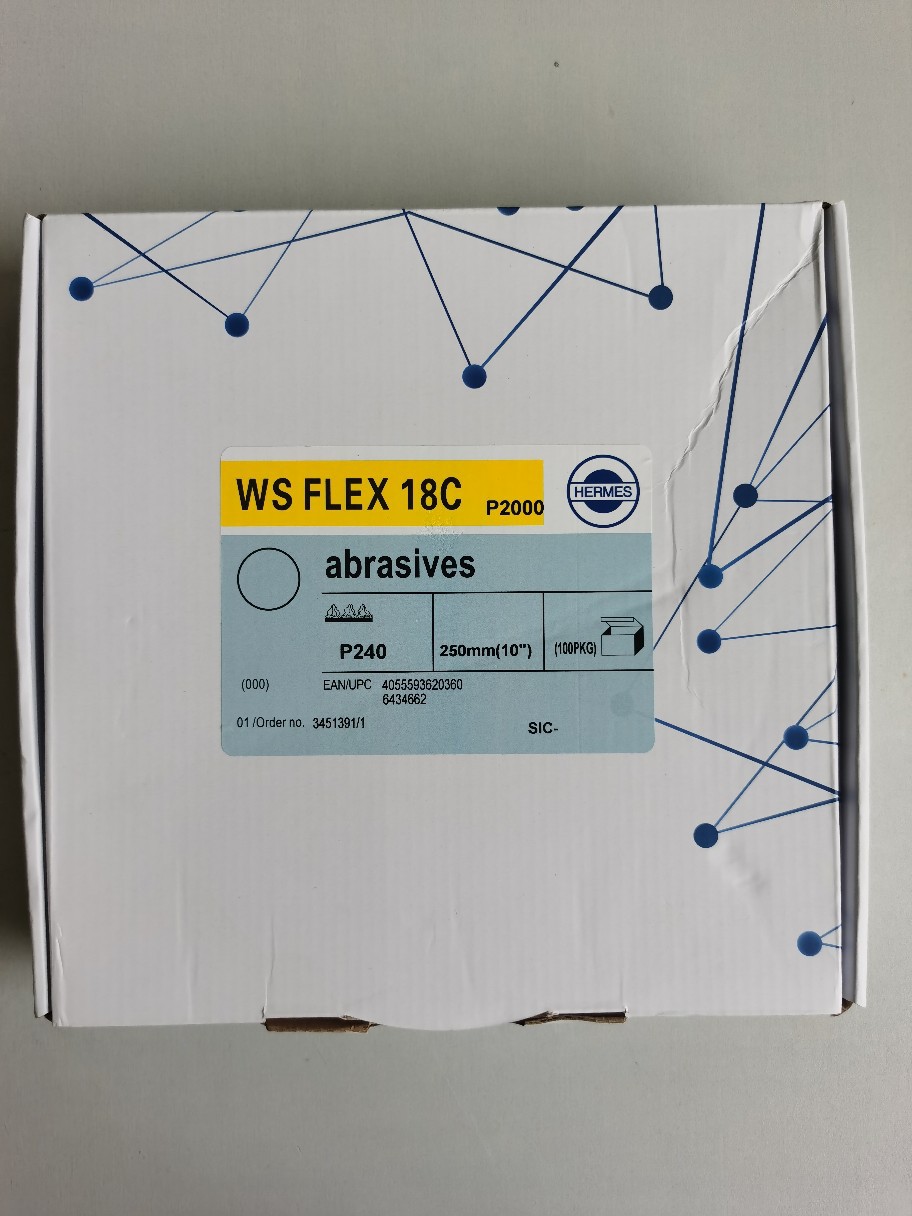 WS FLEX 18C P2000
HERMES
abrasives
P240 250mm(10") (100PKG)
(000) EAN/UPC 4055593620360
6434662
01 /Order no. 3451391/1
SIC-